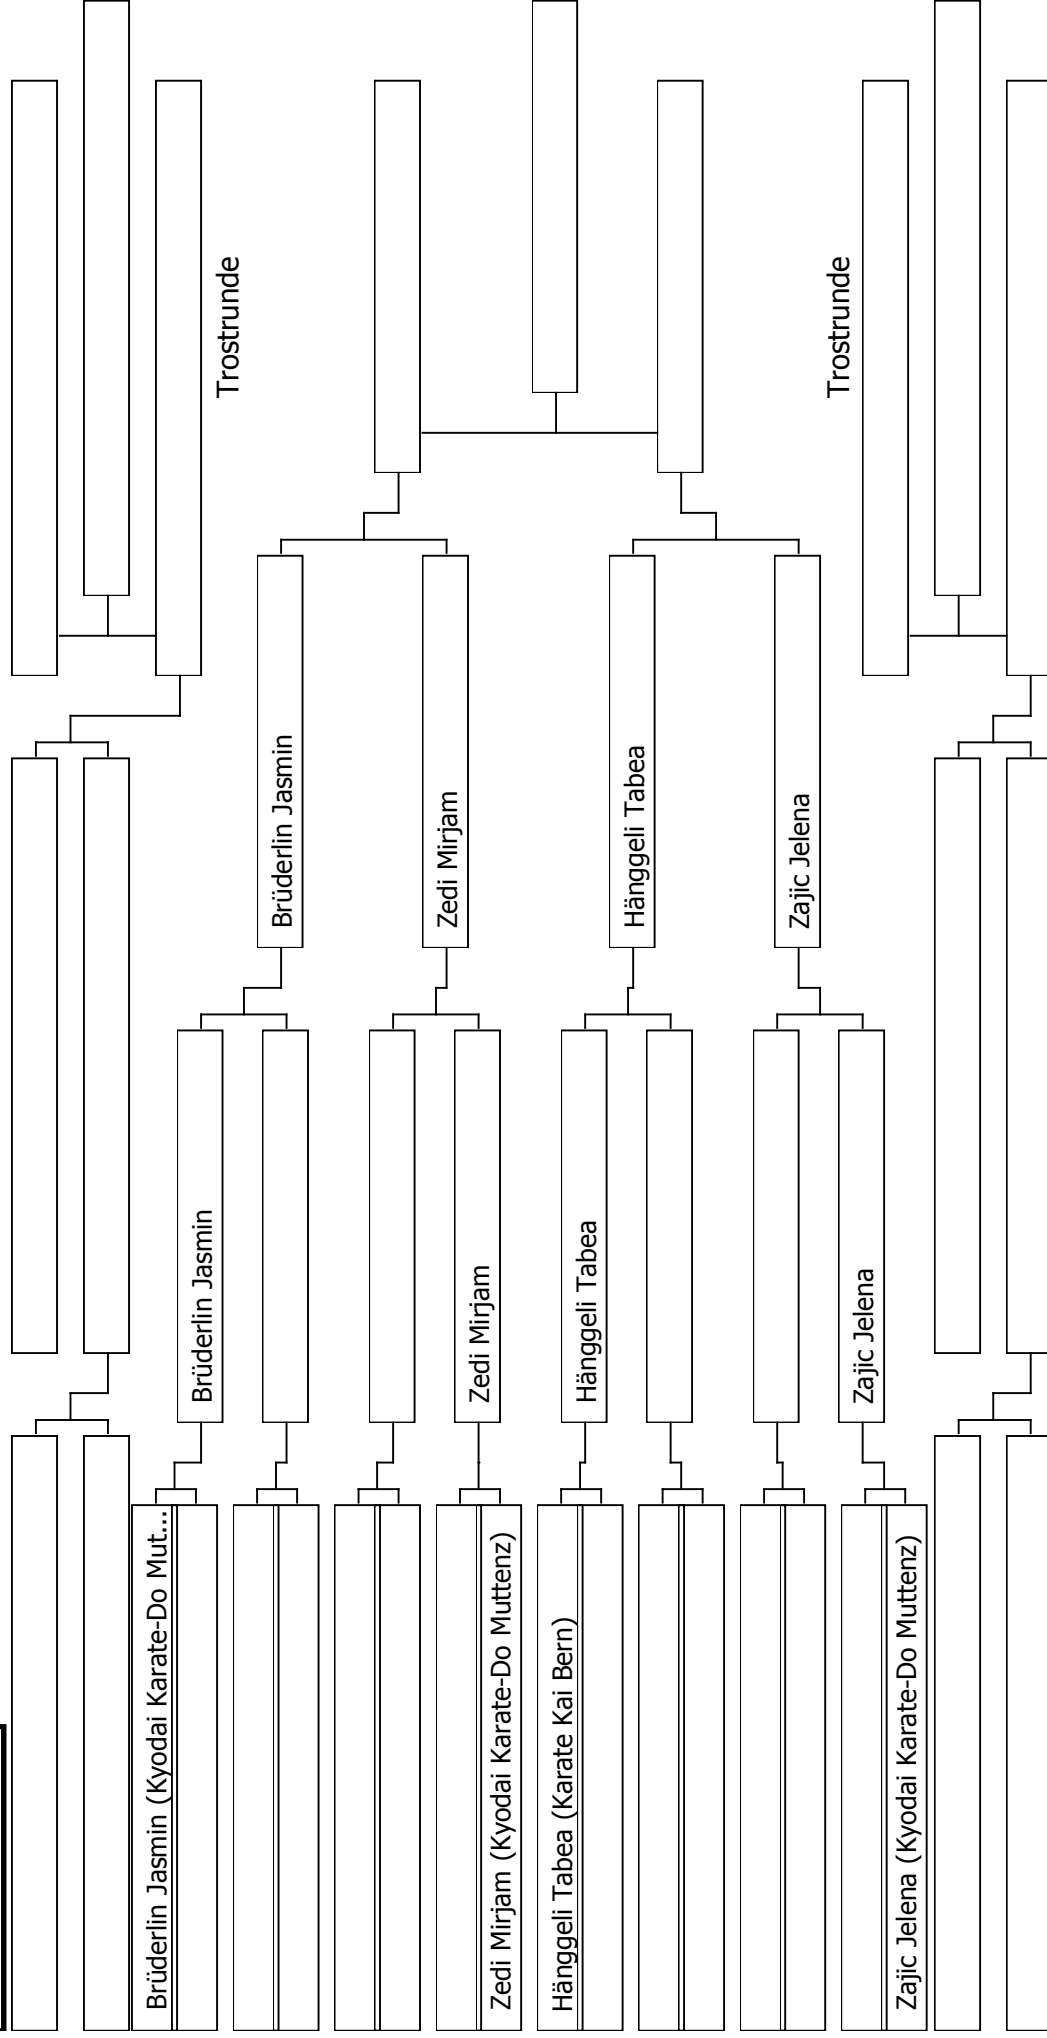 Trostrunde
Brüderlin Jasmin (Kyodai Karate-Do Mut...
Brüderlin Jasmin
Brüderlin Jasmin
Zedi Mirjam (Kyodai Karate-Do Muttenz)
Zedi Mirjam
Zedi Mirjam
Hänggeli Tabea (Karate Kai Bern)
Hänggeli Tabea
Hänggeli Tabea
Zajic Jelena (Kyodai Karate-Do Muttenz)
Zajic Jelena
Zajic Jelena
Trostrunde